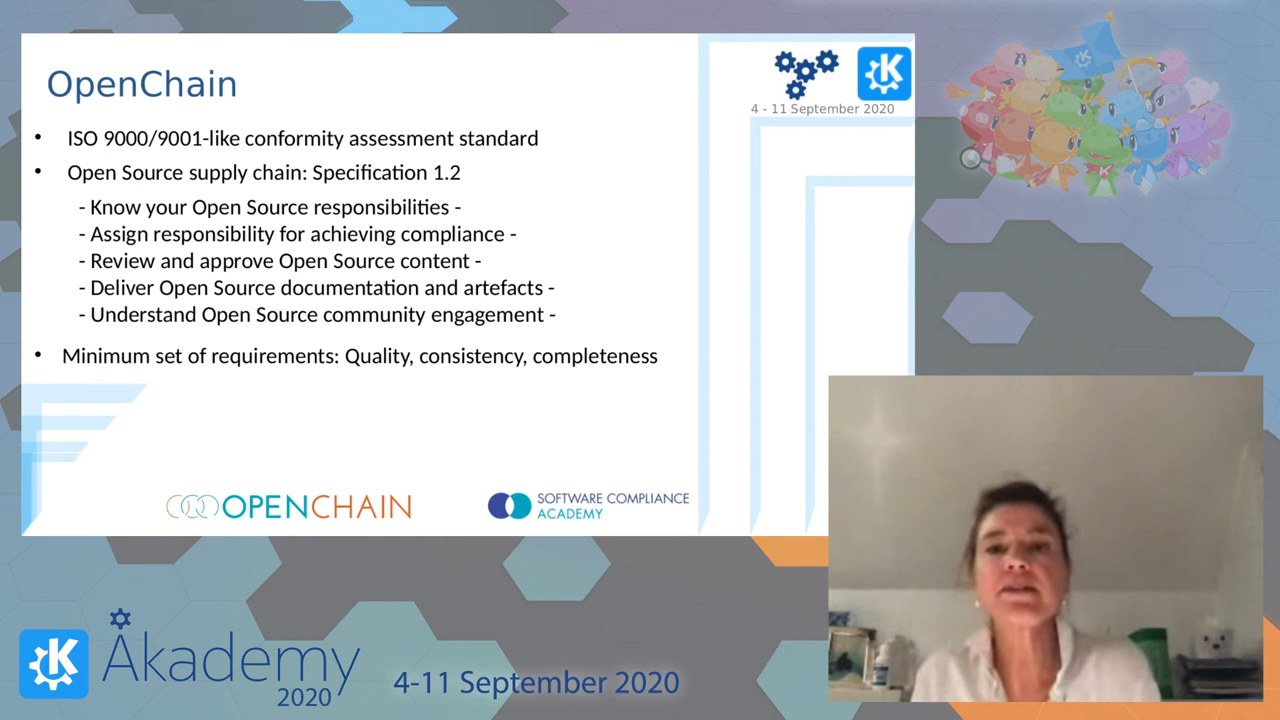 OpenChain
4 - 11 September 2020
• ISO 9000/9001-like conformity assessment standard
• Open Source supply chain: Specification 1.2
- Know your Open Source responsibilities -
- Assign responsibility for achieving compliance -
- Review and approve Open Source content -
- Deliver Open Source documentation and artefacts -
- Understand Open Source community engagement -
• Minimum set of requirements: Quality, consistency, completeness
OPENCHAIN
SOFTWARE COMPLIANCE
ACADEMY
Akademy
2020
4-11 September 2020